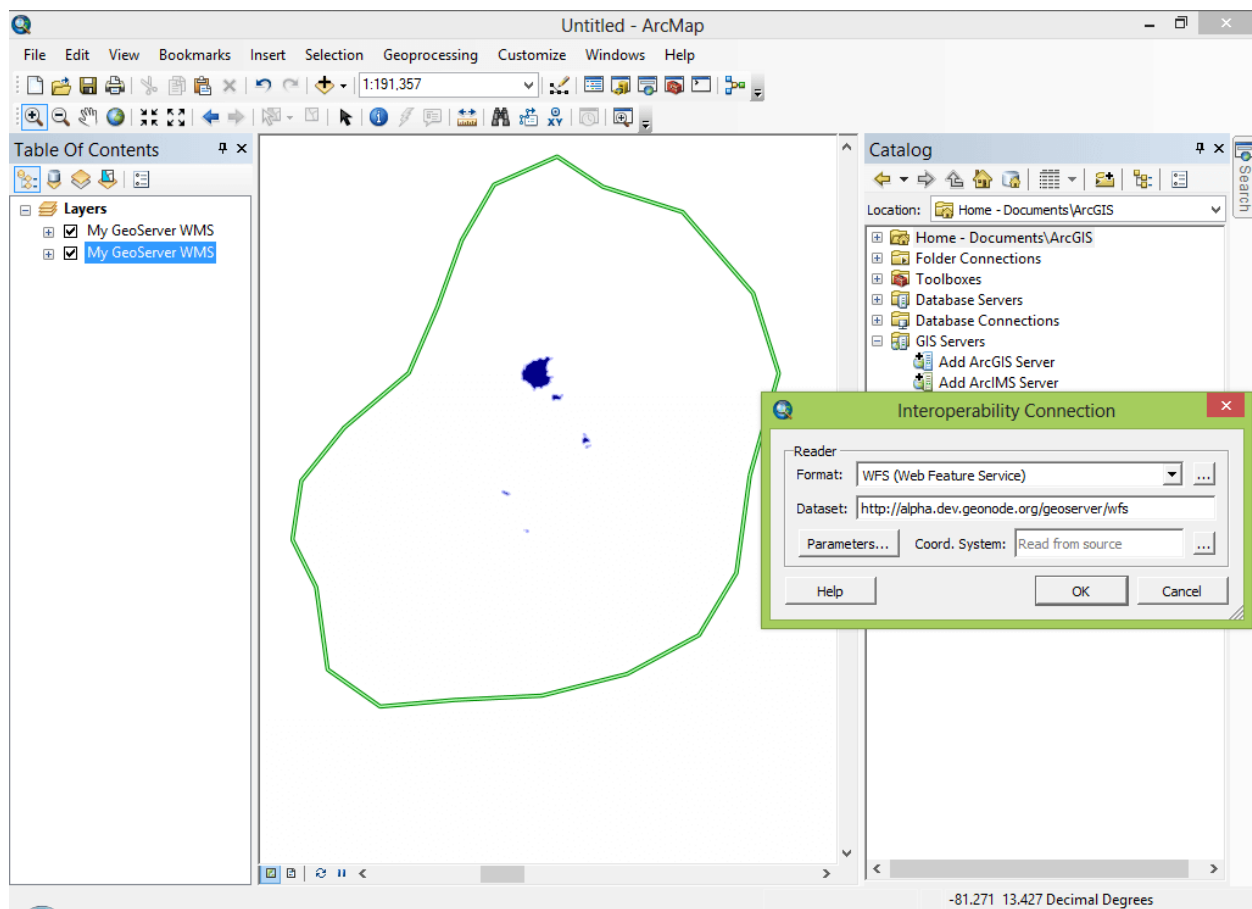 Untitled - ArcMap
File Edit View Bookmarks Insert Selection Geoprocessing Customize Windows Help
1:191,357
XY
Table Of Contents
Layers
My GeoServer WMS
My GeoServer WMS
Catalog
Search
Location: Home - Documents\ArcGIS
Home - Documents\ArcGIS
Folder Connections
Toolboxes
Database Servers
Database Connections
GIS Servers
Add ArcGIS Server
Add ArcIMS Server
Interoperability Connection
Reader
Format: WFS (Web Feature Service) ...
Dataset: http://alpha.dev.geonode.org/geoserver/wfs
Parameters... Coord. System: Read from source ...
Help OK Cancel
-81.271 13.427 Decimal Degrees